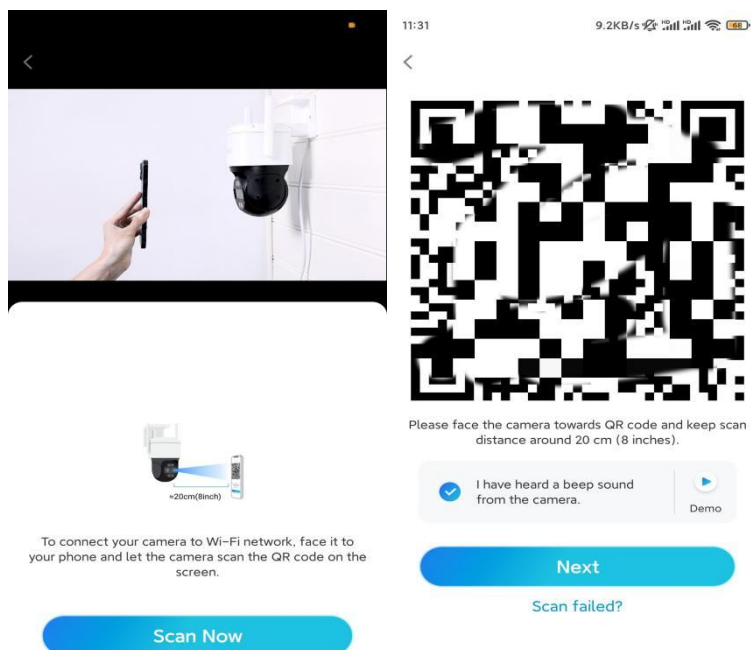 ≈20cm(8inch)
To connect your camera to Wi-Fi network, face it to
your phone and let the camera scan the QR code on the
screen.
Scan Now
11:31
9.2KB/s HD HD 68
Please face the camera towards QR code and keep scan
distance around 20 cm (8 inches).
I have heard a beep sound
from the camera.
Demo
Next
Scan failed?